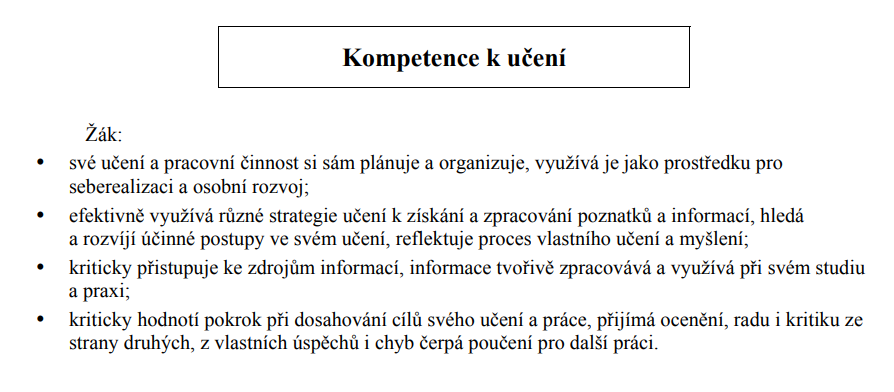 Kompetence k učení
Žák:
• své učení a pracovní činnost si sám plánuje a organizuje, využívá je jako prostředku pro
seberealizaci a osobní rozvoj;
• efektivně využívá různé strategie učení k získání a zpracování poznatků a informací, hledá
a rozvíjí účinné postupy ve svém učení, reflektuje proces vlastního učení a myšlení;
• kriticky přistupuje ke zdrojům informací, informace tvořivě zpracovává a využívá při svém studiu
a praxi;
• kriticky hodnotí pokrok při dosahování cílů svého učení a práce, přijímá ocenění, radu i kritiku ze
strany druhých, z vlastních úspěchů i chyb čerpá poučení pro další práci.